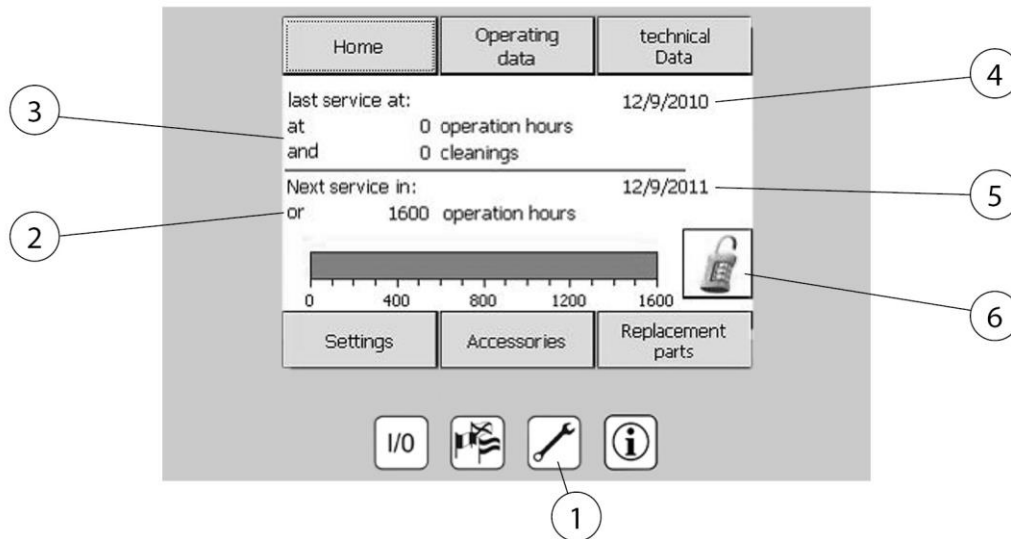 Home
Operating
data
technical
Data
last service at:
12/9/2010
at 0 operation hours
and 0 cleanings
Next service in:
12/9/2011
or 1600 operation hours
0 400 800 1200 1600
Settings
Accessories
Replacement
parts
I/0
i
3
2
4
5
6
1